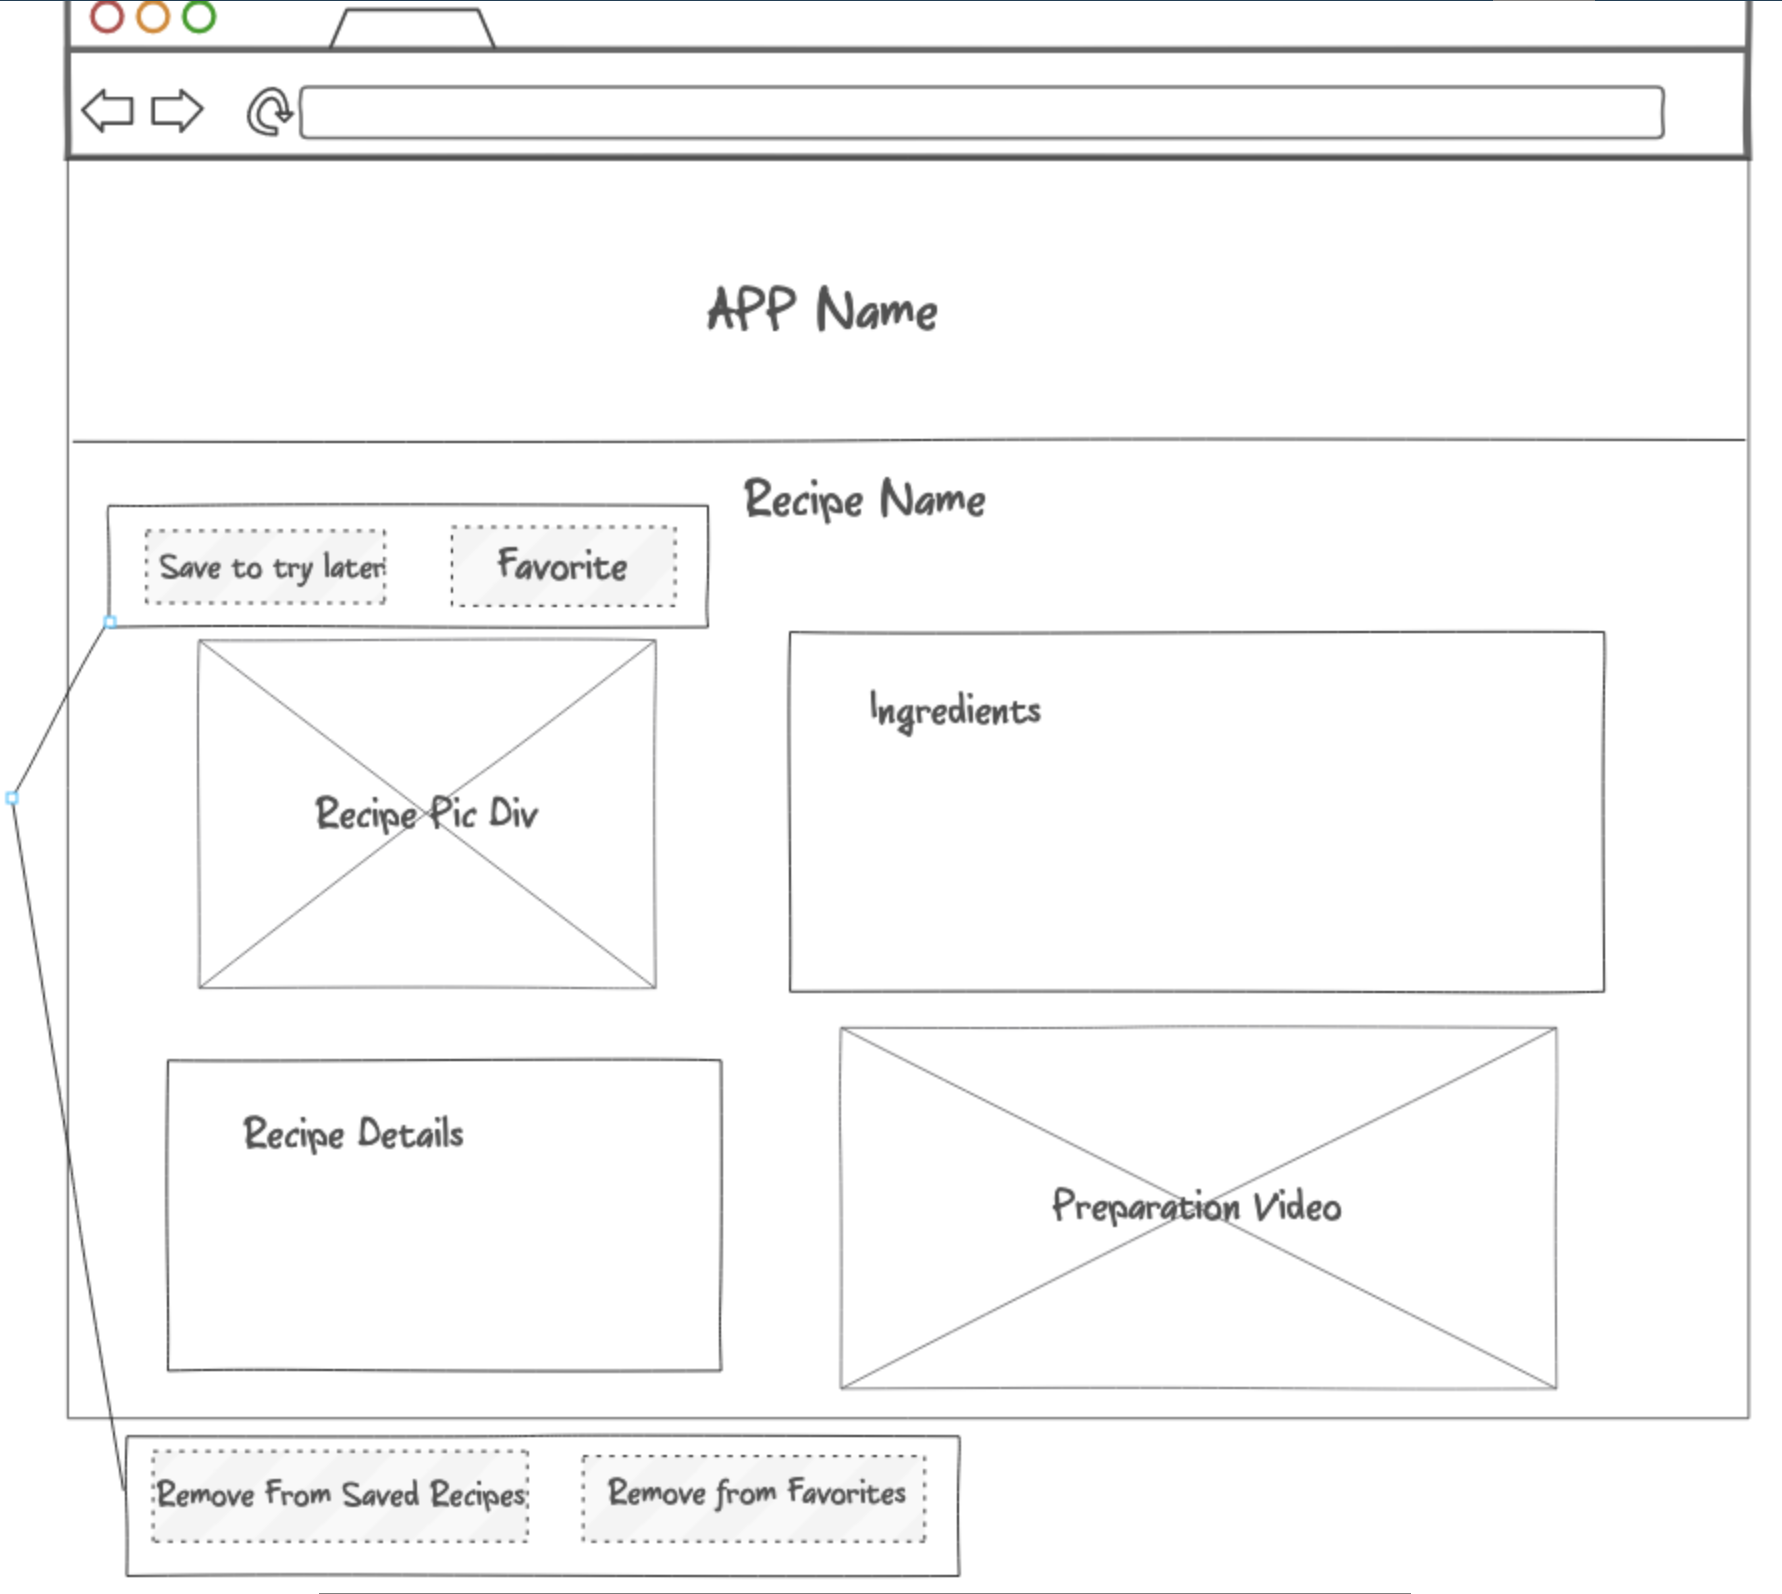 APP Name
Recipe Name
Save to try later
Favorite
Ingredients
Recipe Pic Div
Recipe Details
Preparation Video
Remove From Saved Recipes
Remove from Favorites